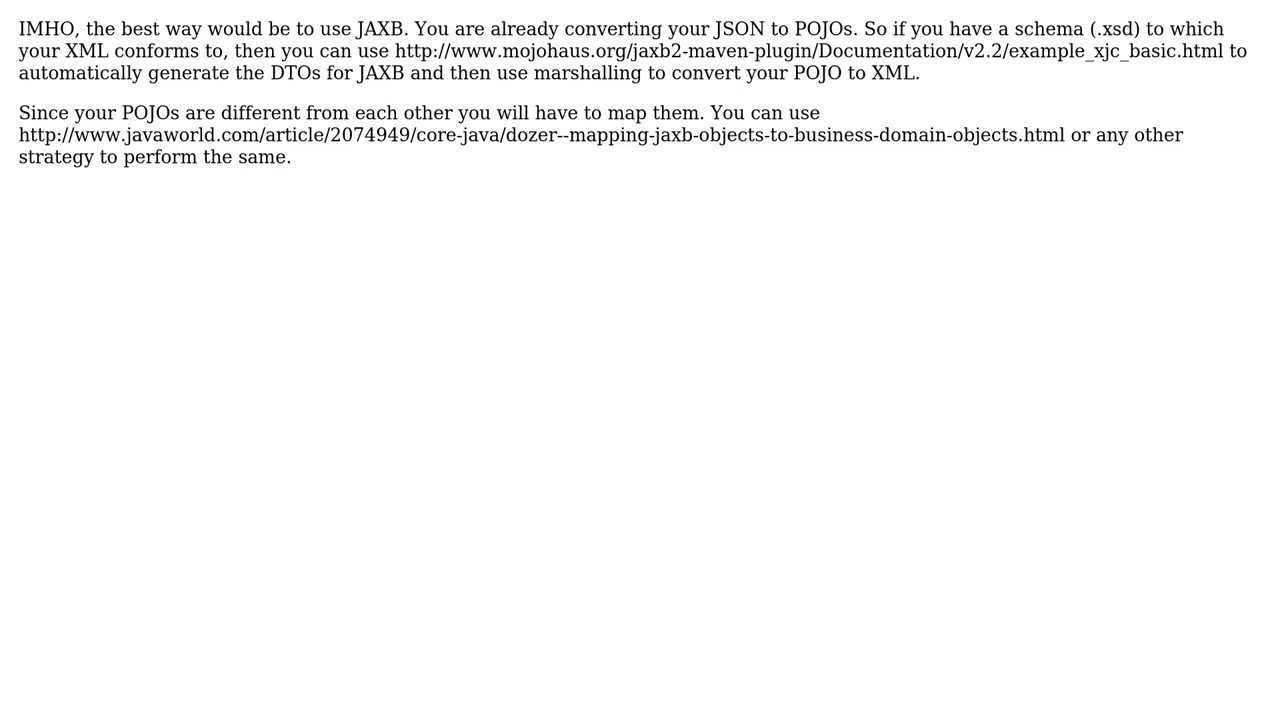 IMHO, the best way would be to use JAXB. You are already converting your JSON to POJOs. So if you have a schema (.xsd) to which
your XML conforms to, then you can use http://www.mojohaus.org/jaxb2-maven-plugin/Documentation/v2.2/example_xjc_basic.html to
automatically generate the DTOs for JAXB and then use marshalling to convert your POJO to XML.
Since your POJOs are different from each other you will have to map them. You can use
http://www.javaworld.com/article/2074949/core-java/dozer--mapping-jaxb-objects-to-business-domain-objects.html or any other
strategy to perform the same.